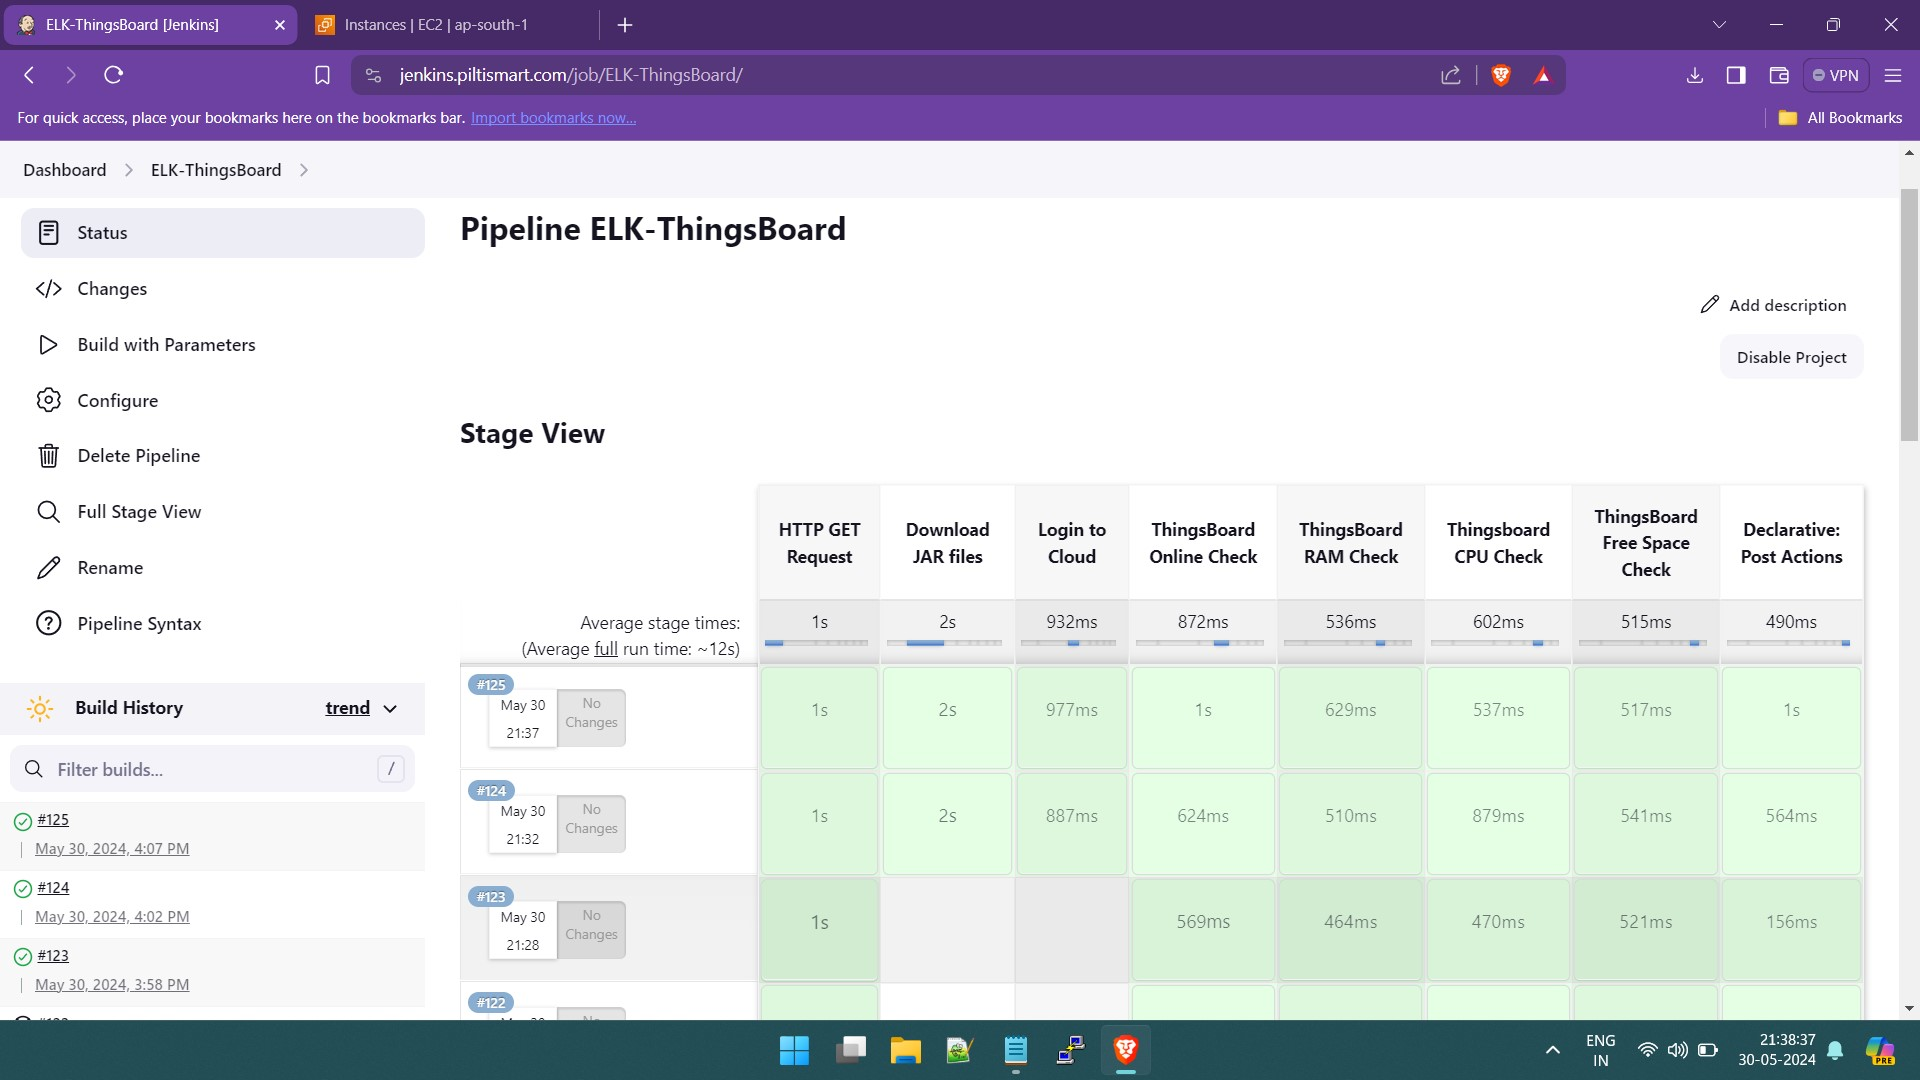 ELK-ThingsBoard [Jenkins]
Instances | EC2 | ap-south-1
jenkins.piltismart.com/job/ELK-ThingsBoard/
VPN
For quick access, place your bookmarks here on the bookmarks bar. Import bookmarks now...
All Bookmarks
Dashboard
ELK-ThingsBoard
Status
Changes
Build with Parameters
Configure
Delete Pipeline
Full Stage View
Rename
Pipeline Syntax
Build History
trend
Filter builds...
/
#125
May 30, 2024, 4:07 PM
#124
May 30, 2024, 4:02 PM
#123
May 30, 2024, 3:58 PM
Pipeline ELK-ThingsBoard
Add description
Disable Project
Stage View
HTTP GET
Request
Download
JAR files
Login to
Cloud
ThingsBoard
Online Check
ThingsBoard
RAM Check
Thingsboard
CPU Check
ThingsBoard
Free Space
Check
Declarative:
Post Actions
Average stage times:
(Average full run time: ~12s)
1s
2s
932ms
872ms
536ms
602ms
515ms
490ms
#125
May 30
21:37
No
Changes
1s
2s
977ms
1s
629ms
537ms
517ms
1s
#124
May 30
21:32
No
Changes
1s
2s
887ms
624ms
510ms
879ms
541ms
564ms
#123
May 30
21:28
No
Changes
1s
569ms
464ms
470ms
521ms
156ms
#122
ENG
IN
21:38:37
30-05-2024
PRE